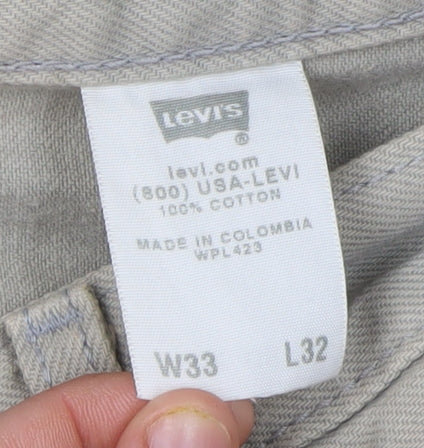 Levi's
®
levi.com
(800) USA-LEVI
100% COTTON
MADE IN COLOMBIA
WPL423
W33 L32